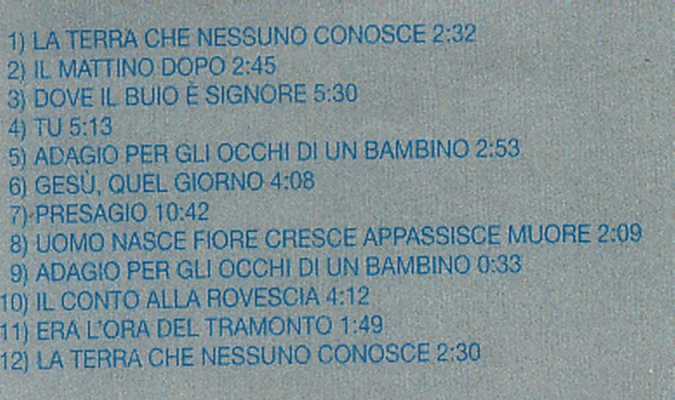 1) LA TERRA CHE NESSUNO CONOSCE 2:32
2) IL MATTINO DOPO 2:45
3) DOVE IL BUIO È SIGNORE 5:30
4) TU 5:13
5) ADAGIO PER GLI OCCHI DI UN BAMBINO 2:53
6) GESÙ, QUEL GIORNO 4:08
7) PRESAGIO 10:42
8) UOMO NASCE FIORE CRESCE APPASSISCE MUORE 2:09
9) ADAGIO PER GLI OCCHI DI UN BAMBINO 0:33
10) IL CONTO ALLA ROVESCIA 4:12
11) ERA L'ORA DEL TRAMONTO 1:49
12) LA TERRA CHE NESSUNO CONOSCE 2:30